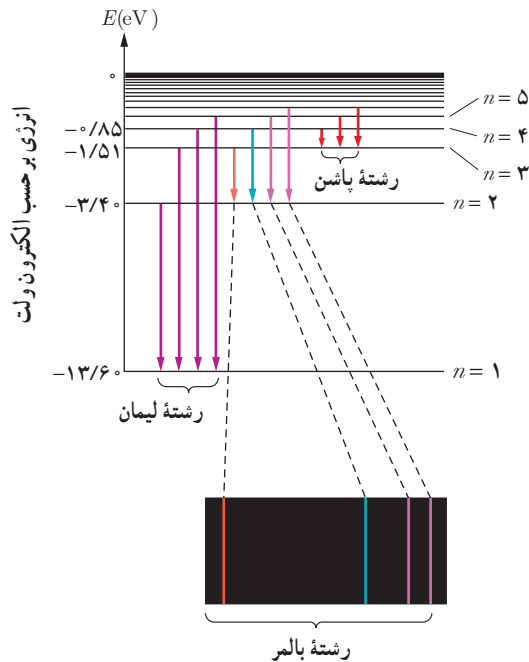 E(eV)
۰
n = ۵
−۰/۸۵
n = ۴
−۱/۵۱
n = ۳
رشتهٔ پاشن
−۳/۴۰
n = ۲
انرژی برحسب الکترون ولت
−۱۳/۶۰
n = ۱
رشتهٔ لیمان
رشتهٔ بالمر